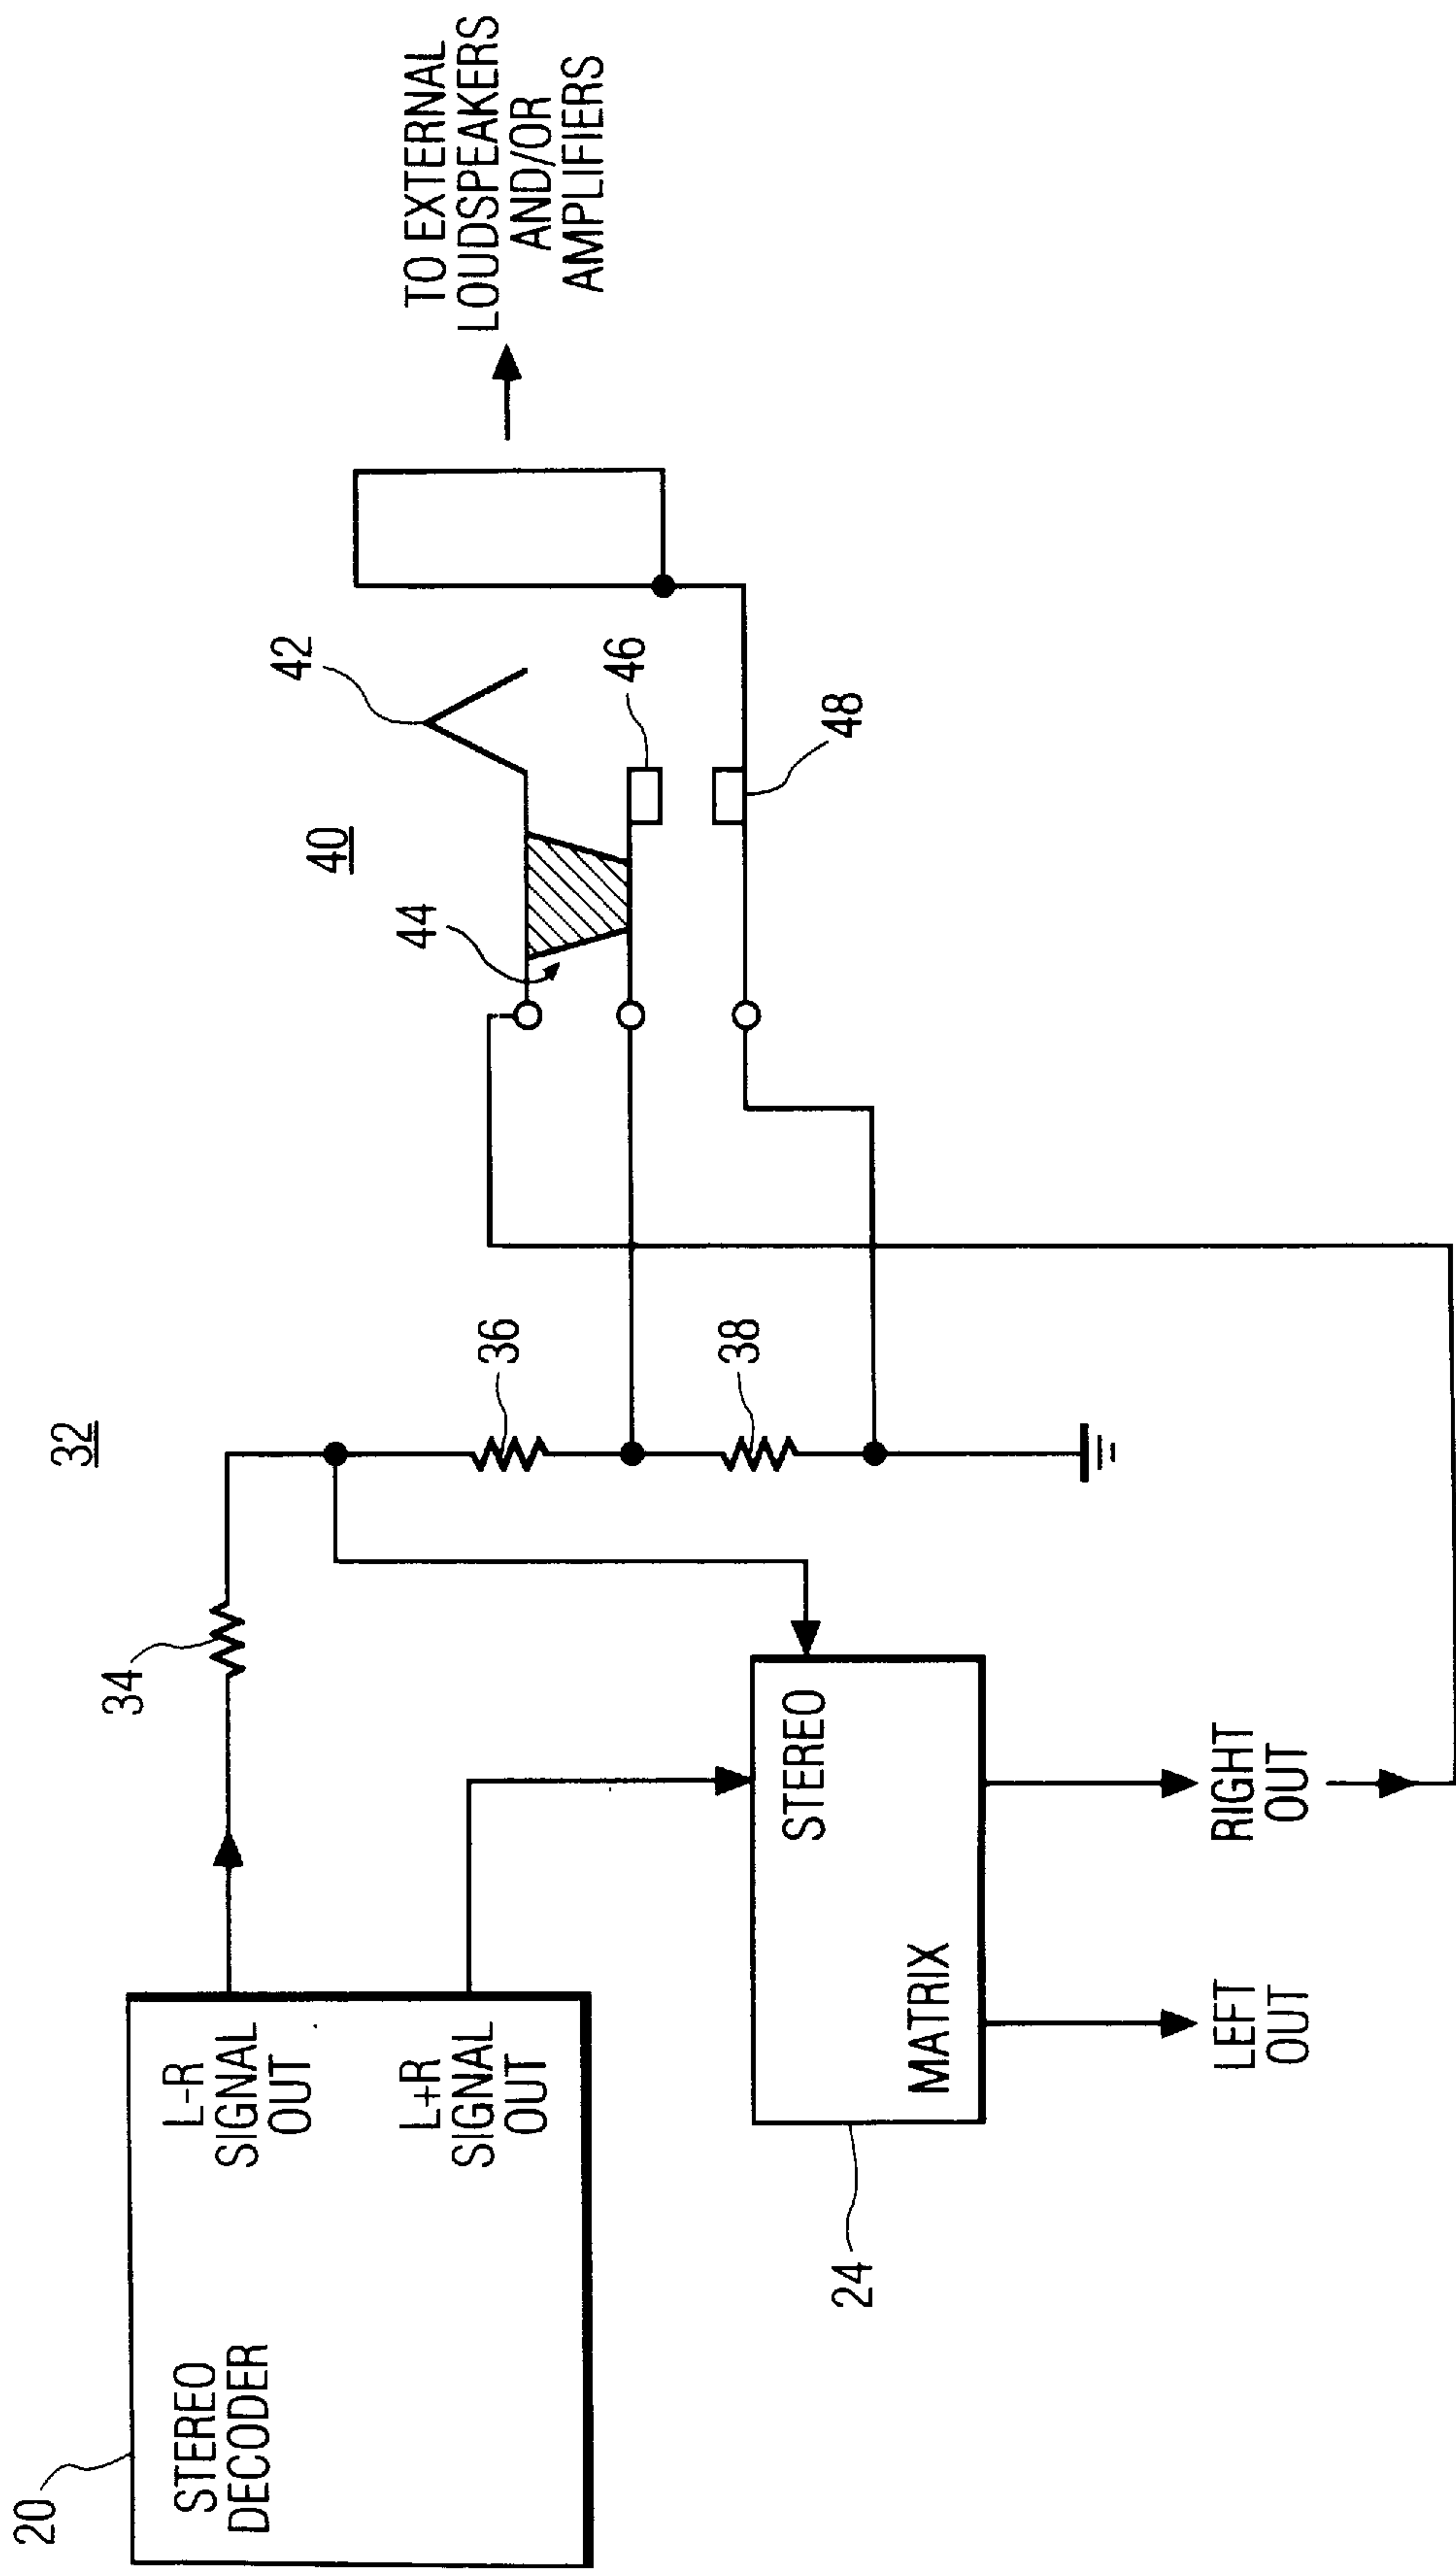 20
STEREO
DECODER
L-R
SIGNAL
OUT
L+R
SIGNAL
OUT
34
32
36
38
24
STEREO
MATRIX
LEFT
OUT
RIGHT
OUT
40
42
44
46
48
TO EXTERNAL
LOUDSPEAKERS
AND/OR
AMPLIFIERS